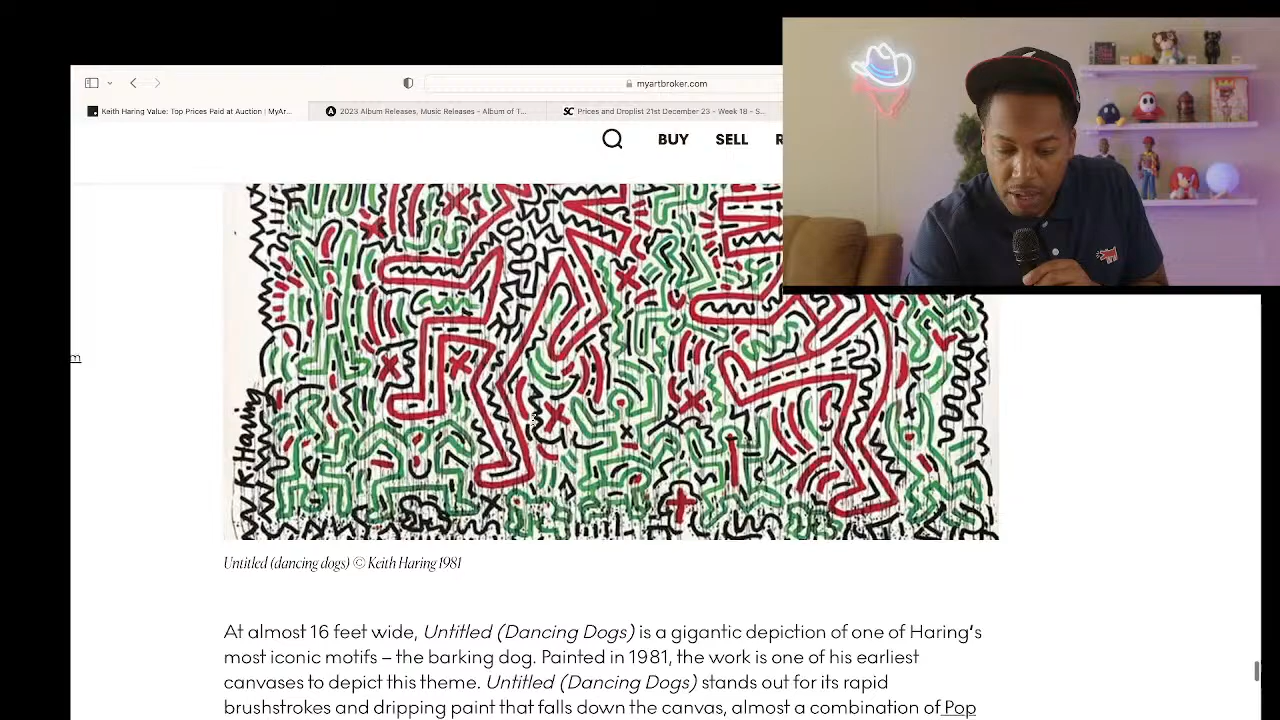 myartbroker.com
Keith Haring Value: Top Prices Paid at Auction | MyAr...
2023 Album Releases, Music Releases - Album of T...
SC Prices and Droplist 21st December 23 - Week 18 - S...
BUY SELL R
m
K. Haring
Untitled (dancing dogs) © Keith Haring 1981
At almost 16 feet wide, Untitled (Dancing Dogs) is a gigantic depiction of one of Haring's
most iconic motifs – the barking dog. Painted in 1981, the work is one of his earliest
canvases to depict this theme. Untitled (Dancing Dogs) stands out for its rapid
brushstrokes and dripping paint that falls down the canvas, almost a combination of Pop